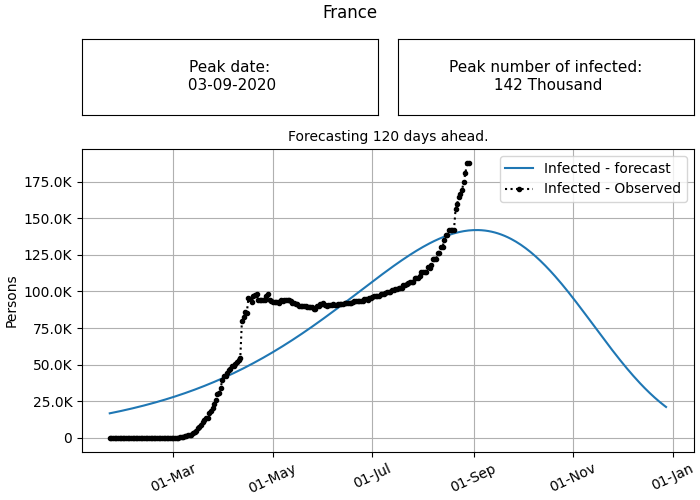 France
Peak date:
03-09-2020
Peak number of infected:
142 Thousand
Forecasting 120 days ahead.
Infected - forecast
Infected - Observed
Persons
175.0K
150.0K
125.0K
100.0K
75.0K
50.0K
25.0K
0
01-Mar
01-May
01-Jul
01-Sep
01-Nov
01-Jan